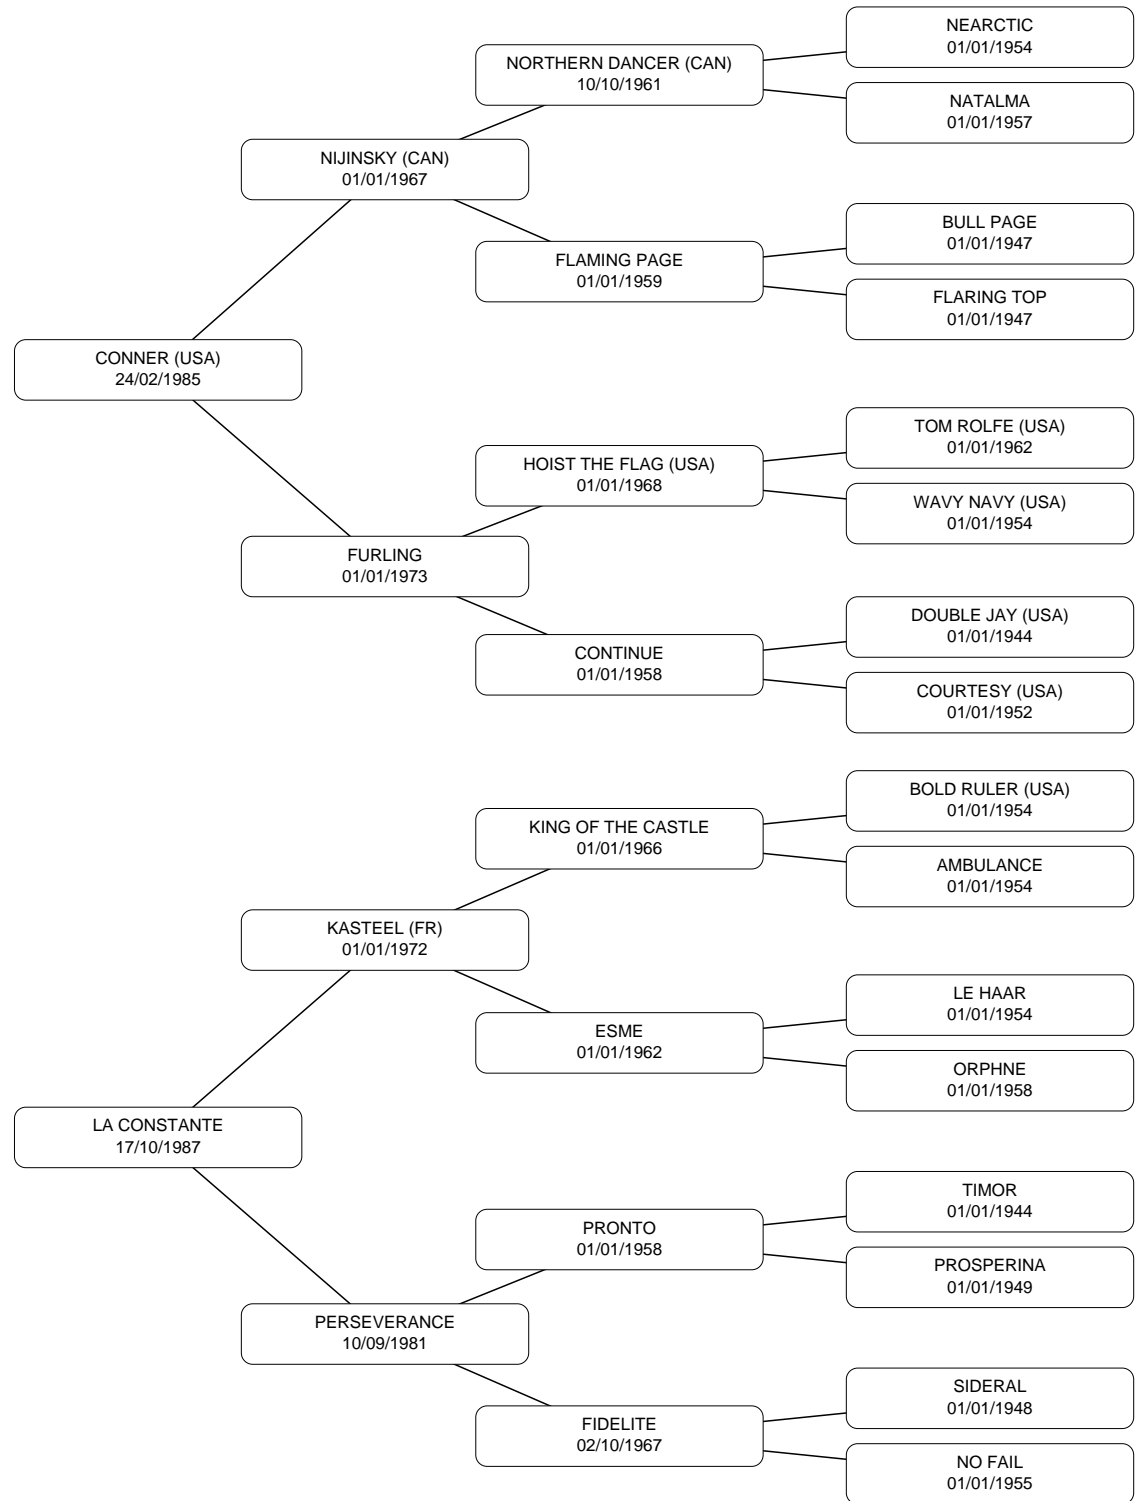 NEARCTIC
01/01/1954
NORTHERN DANCER (CAN)
10/10/1961
NATALMA
01/01/1957
NIJINSKY (CAN)
01/01/1967
BULL PAGE
01/01/1947
FLAMING PAGE
01/01/1959
FLARING TOP
01/01/1947
CONNER (USA)
24/02/1985
TOM ROLFE (USA)
01/01/1962
HOIST THE FLAG (USA)
01/01/1968
WAVY NAVY (USA)
01/01/1954
FURLING
01/01/1973
DOUBLE JAY (USA)
01/01/1944
CONTINUE
01/01/1958
COURTESY (USA)
01/01/1952
BOLD RULER (USA)
01/01/1954
KING OF THE CASTLE
01/01/1966
AMBULANCE
01/01/1954
KASTEEL (FR)
01/01/1972
LE HAAR
01/01/1954
ESME
01/01/1962
ORPHNE
01/01/1958
LA CONSTANTE
17/10/1987
TIMOR
01/01/1944
PRONTO
01/01/1958
PROSPERINA
01/01/1949
PERSEVERANCE
10/09/1981
SIDERAL
01/01/1948
FIDELITE
02/10/1967
NO FAIL
01/01/1955